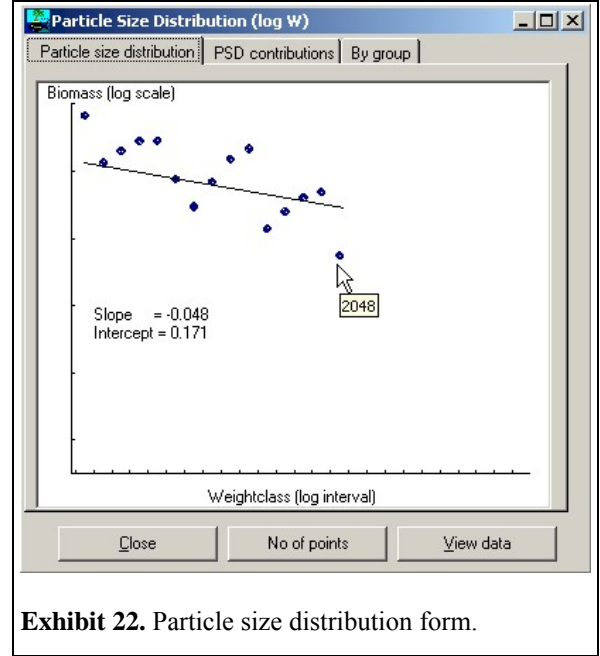 Particle Size Distribution (log W)
Particle size distribution PSD contributions By group
Biomass (log scale)
2048
Slope = -0.048
Intercept = 0.171
Weightclass (log interval)
Close No of points View data
Exhibit 22. Particle size distribution form.